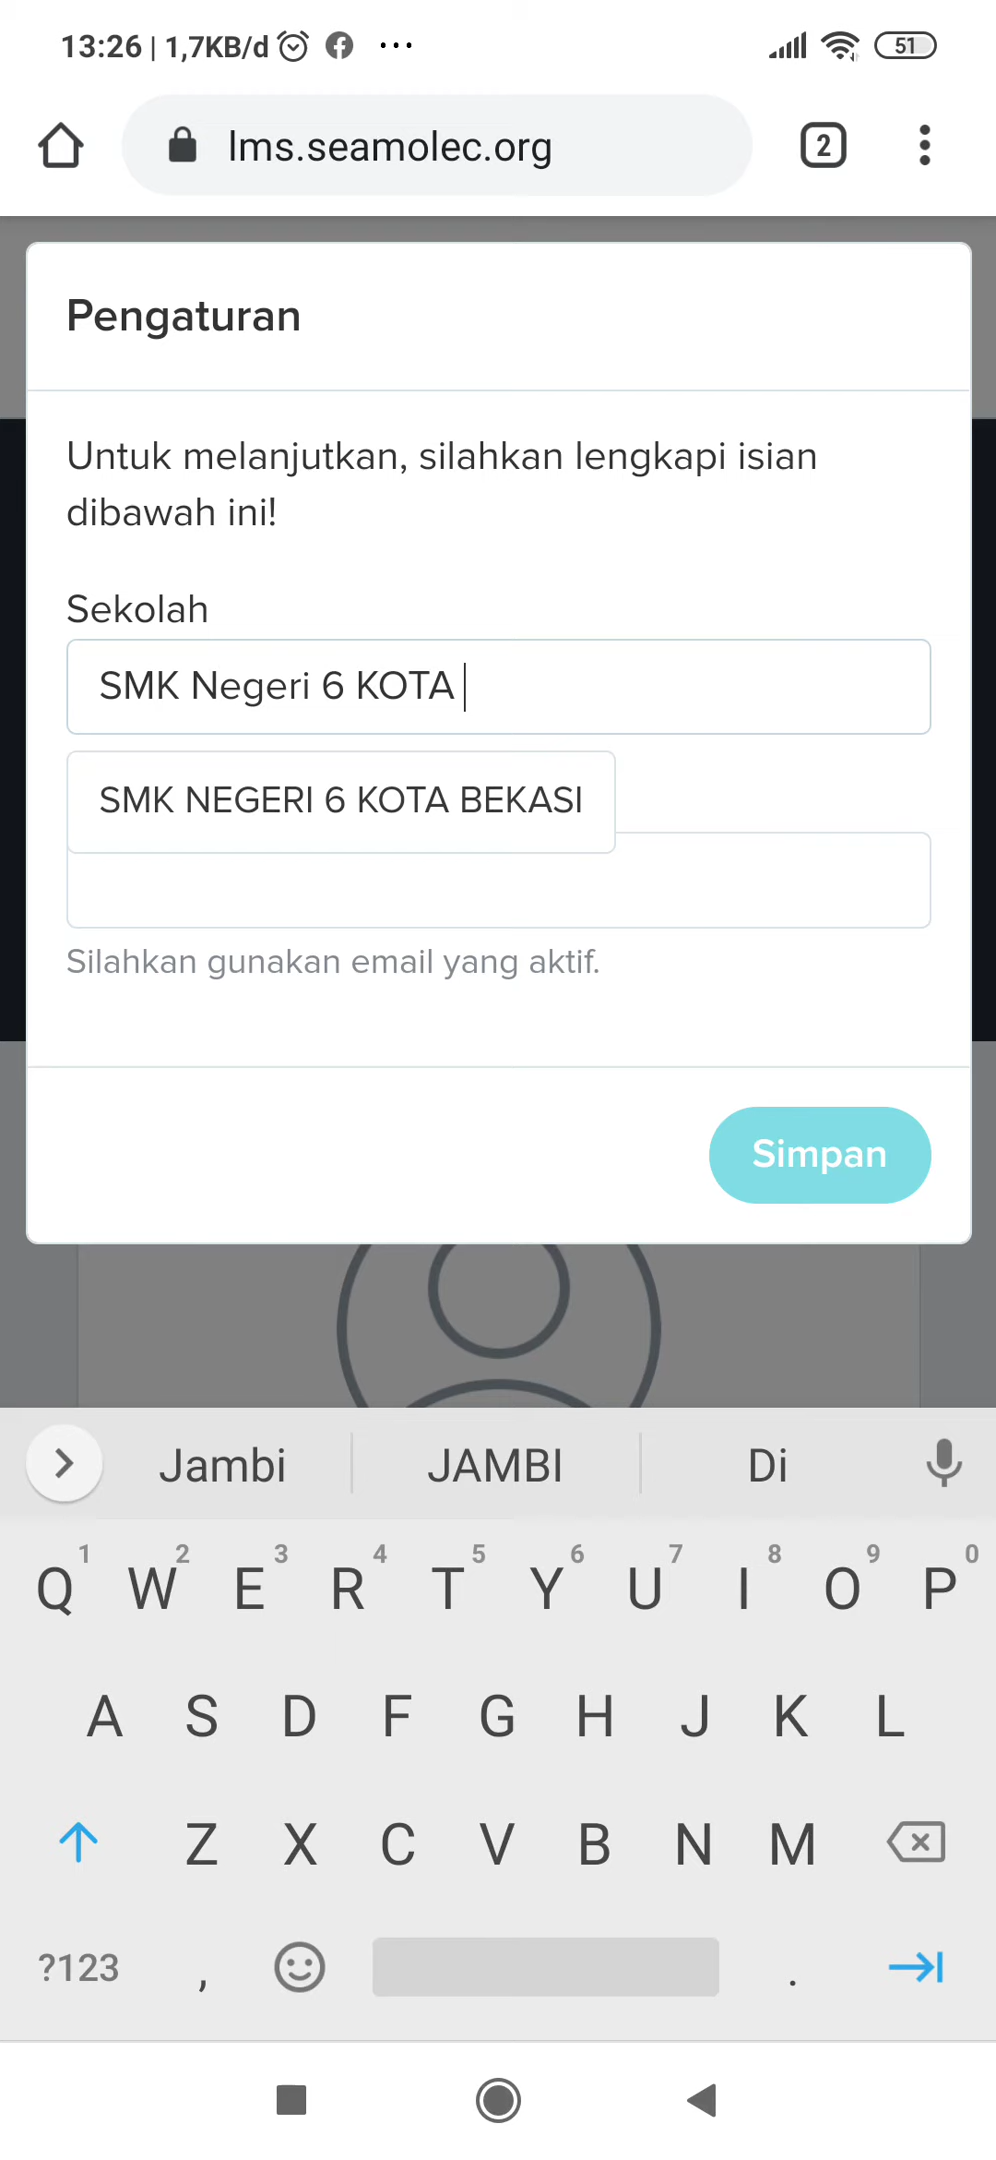 13:26 | 1,7KB/d ... 51
lms.seamolec.org 2
Pengaturan
Untuk melanjutkan, silahkan lengkapi isian
dibawah ini!
Sekolah
SMK Negeri 6 KOTA
SMK NEGERI 6 KOTA BEKASI
Silahkan gunakan email yang aktif.
Simpan
Jambi JAMBI Di
1 2 3 4 5 6 7 8 9 0
Q W E R T Y U I O P
A S D F G H J K L
Z X C V B N M
?123 , .